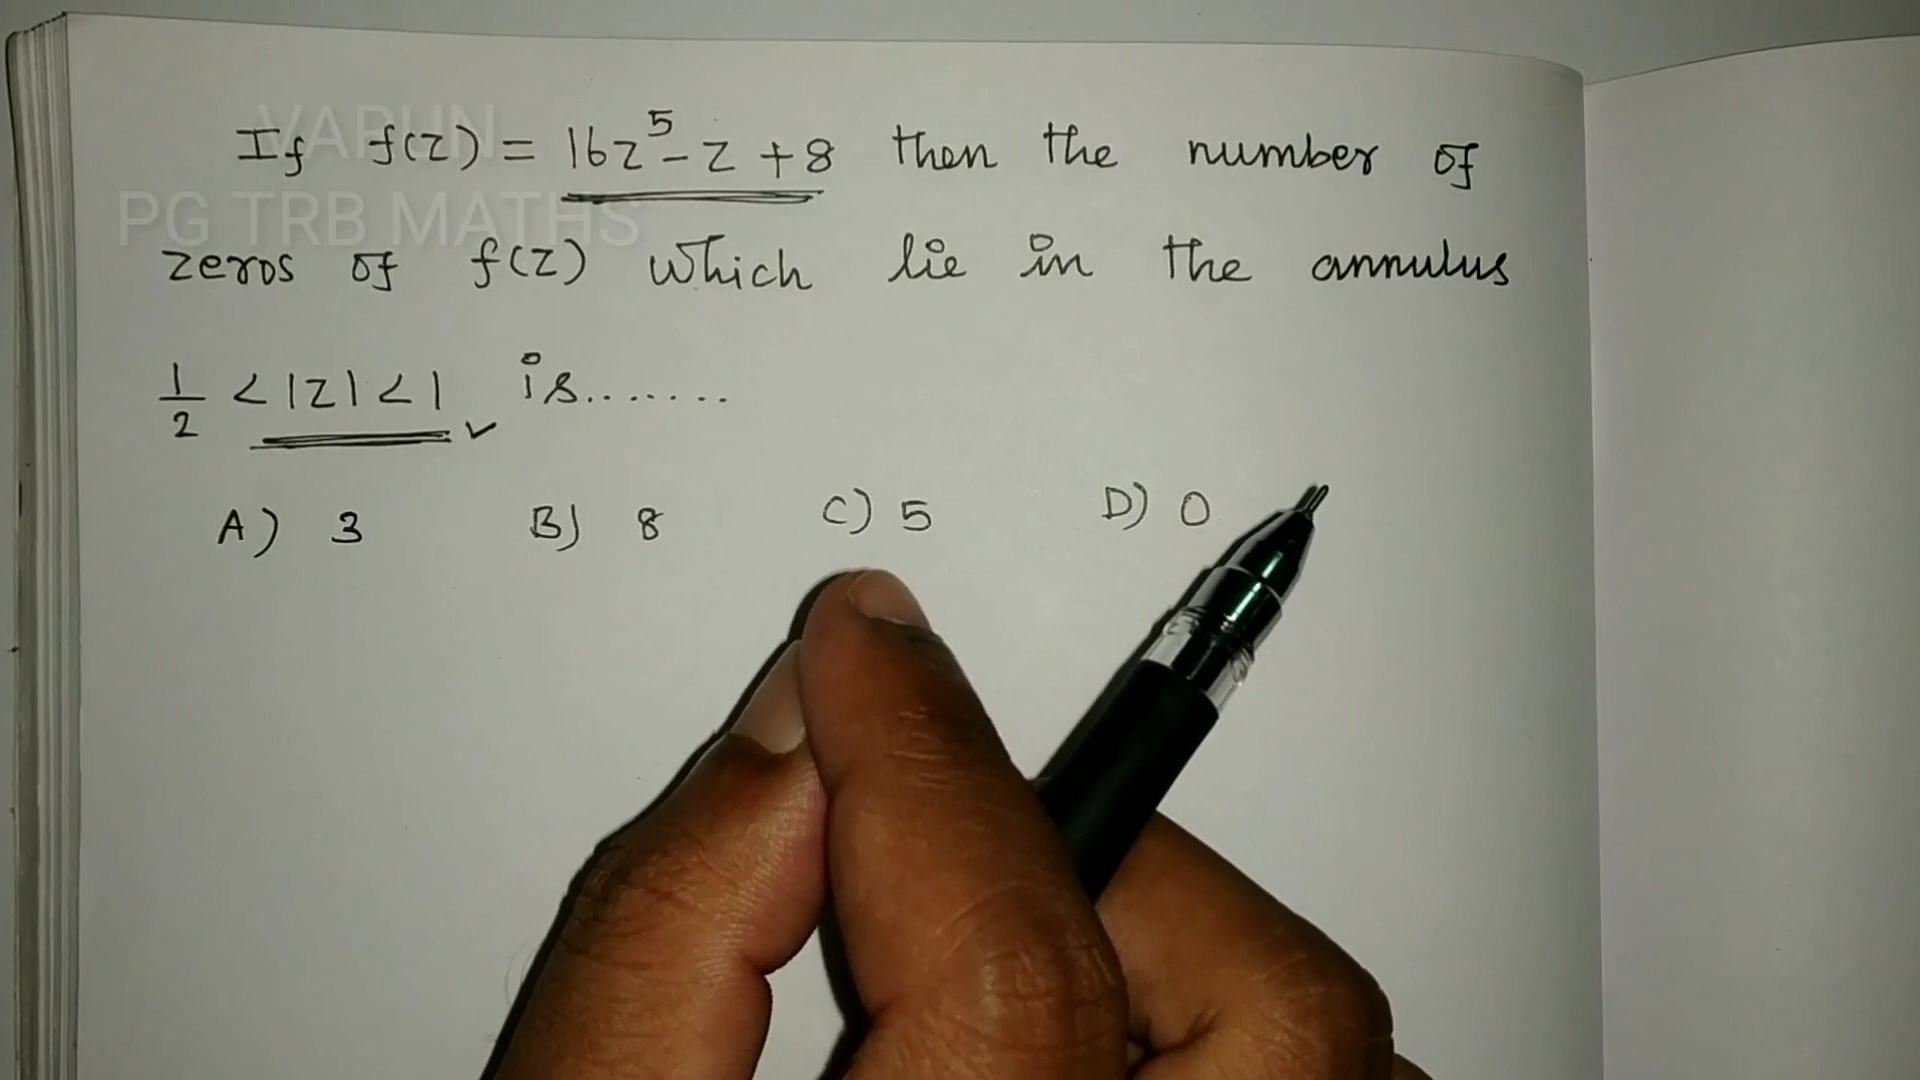 VARUN
PG TRB MATHS
If f(z) = 16z⁵ - z + 8 then the number of
zeros of f(z) which lie in the annulus
1/2 < |z| < 1 is.......
A) 3 B) 8 C) 5 D) 0